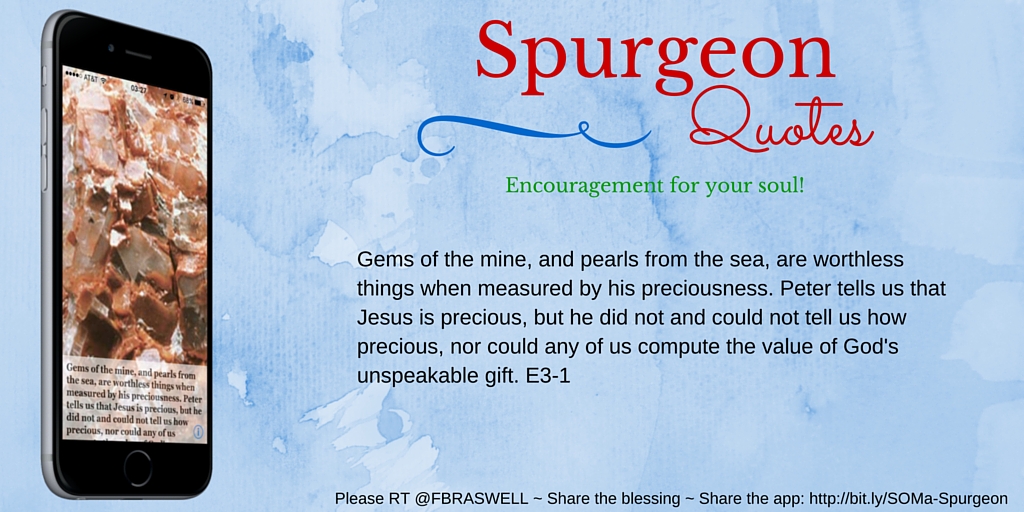 Spurgeon
Quotes
Encouragement for your soul!
Gems of the mine, and pearls from the sea, are worthless
things when measured by his preciousness. Peter tells us that
Jesus is precious, but he did not and could not tell us how
precious, nor could any of us compute the value of God's
unspeakable gift. E3-1
AT&T
03:27
68%
Gems of the mine, and pearls from
the sea, are worthless things when
measured by his preciousness. Peter
tells us that Jesus is precious, but he
did not and could not tell us how
precious, nor could any of us
Please RT @FBRASWELL ~ Share the blessing ~ Share the app: http://bit.ly/SOMa-Spurgeon